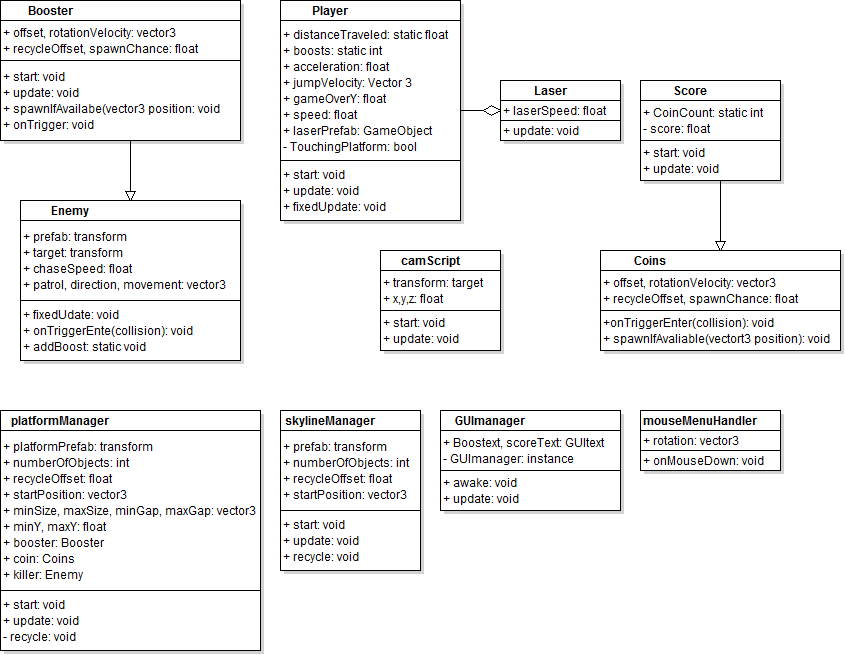 Booster
+ offset, rotationVelocity: vector3
+ recycleOffset, spawnChance: float
+ start: void
+ update: void
+ spawnIfAvailabe(vector3 position: void
+ onTrigger: void
Player
+ distanceTraveled: static float
+ boosts: static int
+ acceleration: float
+ jumpVelocity: Vector 3
+ gameOverY: float
+ speed: float
+ laserPrefab: GameObject
- TouchingPlatform: bool
+ start: void
+ update: void
+ fixedUpdate: void
Laser
+ laserSpeed: float
+ update: void
Score
+ CoinCount: static int
- score: float
+ start: void
+ update: void
Enemy
+ prefab: transform
+ target: transform
+ chaseSpeed: float
+ patrol, direction, movement: vector3
+ fixedUdate: void
+ onTriggerEnte(collision): void
+ addBoost: static void
camScript
+ transform: target
+ x,y,z: float
+ start: void
+ update: void
Coins
+ offset, rotationVelocity: vector3
+ recycleOffset, spawnChance: float
+onTriggerEnter(collision): void
+ spawnIfAvaliable(vectort3 position): void
platformManager
+ platformPrefab: transform
+ numberOfObjects: int
+ recycleOffset: float
+ startPosition: vector3
+ minSize, maxSize, minGap, maxGap: vector3
+ minY, maxY: float
+ booster: Booster
+ coin: Coins
+ killer: Enemy
+ start: void
+ update: void
- recycle: void
skylineManager
+ prefab: transform
+ numberOfObjects: int
+ recycleOffset: float
+ startPosition: vector3
+ start: void
+ update: void
+ recycle: void
GUImanager
+ Boostext, scoreText: GUItext
- GUImanager: instance
+ awake: void
+ update: void
mouseMenuHandler
+ rotation: vector3
+ onMouseDown: void